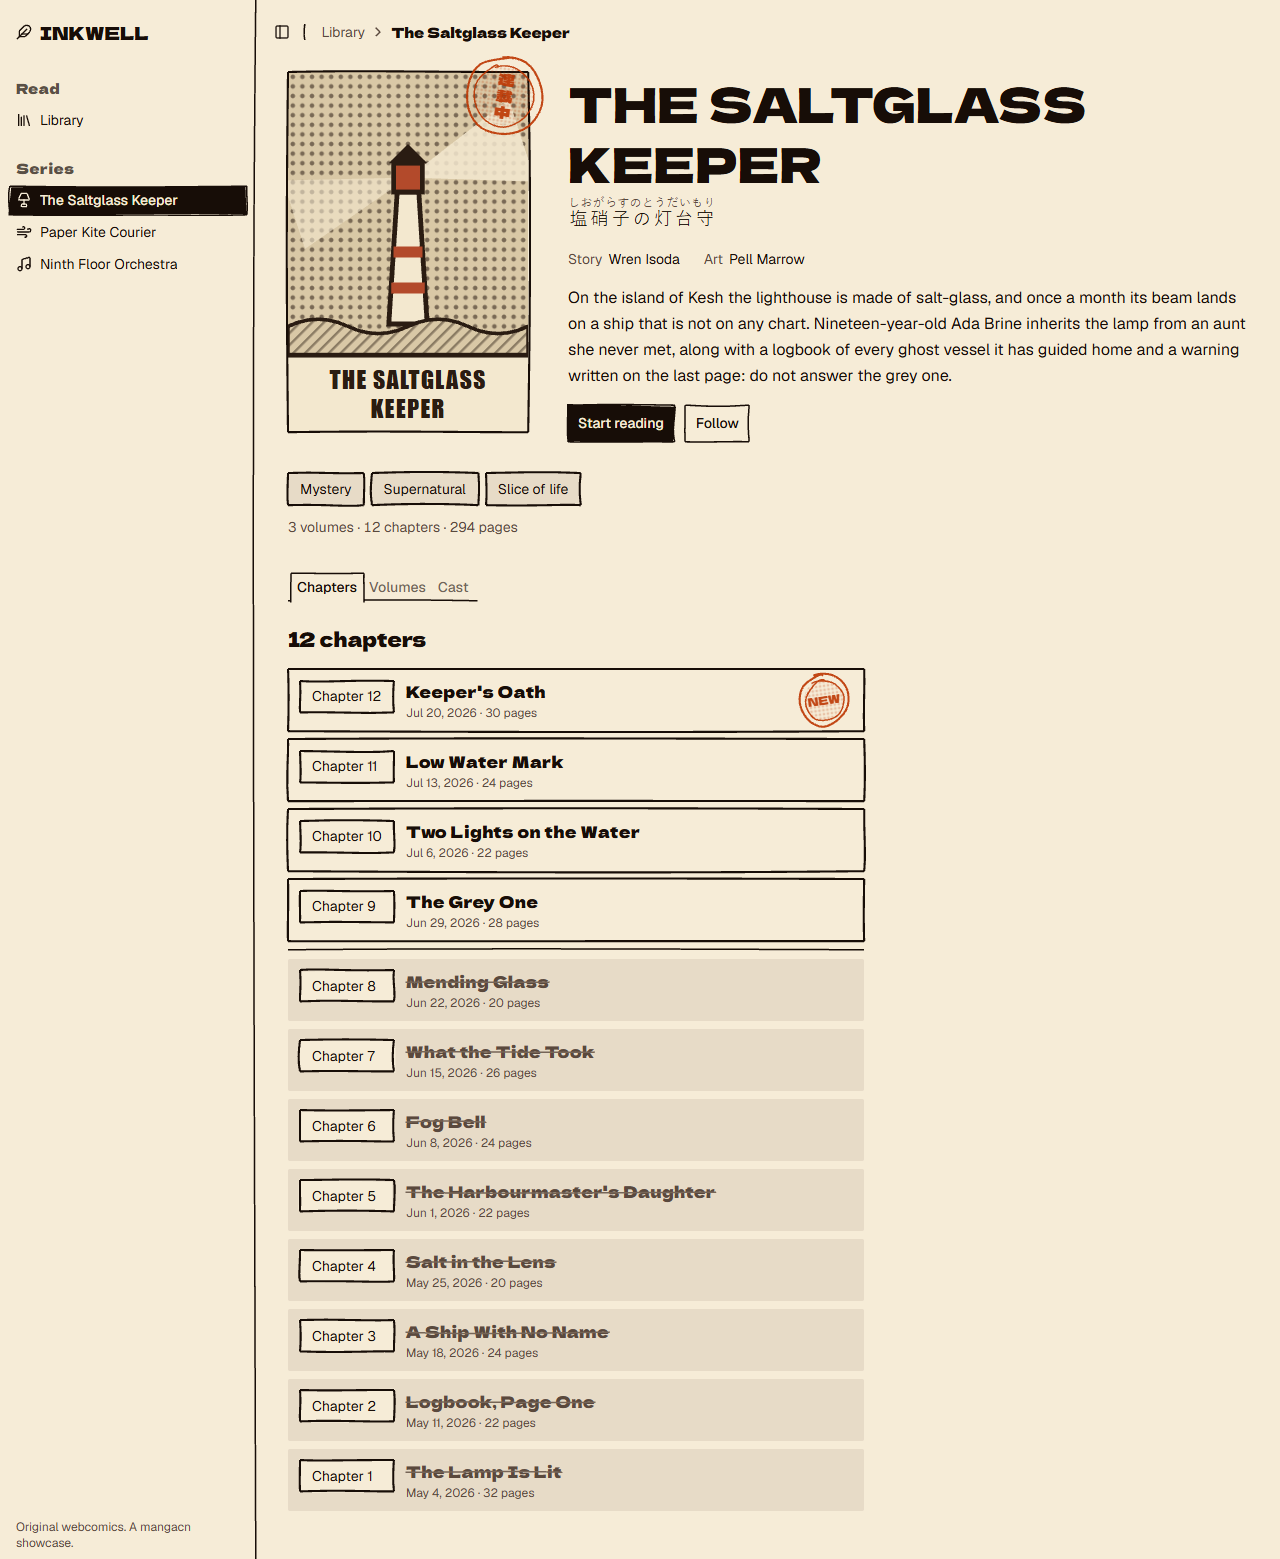 INKWELL
Read
Library
Series
The Saltglass Keeper
Paper Kite Courier
Ninth Floor Orchestra
Original webcomics. A mangacn
showcase.
Library > The Saltglass Keeper
連載中
THE SALTGLASS
KEEPER
THE SALTGLASS
KEEPER
しおがらすのとうだいもり
塩硝子の灯台守
Story Wren Isoda Art Pell Marrow
On the island of Kesh the lighthouse is made of salt-glass, and once a month its beam lands
on a ship that is not on any chart. Nineteen-year-old Ada Brine inherits the lamp from an aunt
she never met, along with a logbook of every ghost vessel it has guided home and a warning
written on the last page: do not answer the grey one.
Start reading Follow
Mystery Supernatural Slice of life
3 volumes · 12 chapters · 294 pages
Chapters Volumes Cast
12 chapters
Chapter 12 Keeper's Oath
Jul 20, 2026 · 30 pages
NEW
Chapter 11 Low Water Mark
Jul 13, 2026 · 24 pages
Chapter 10 Two Lights on the Water
Jul 6, 2026 · 22 pages
Chapter 9 The Grey One
Jun 29, 2026 · 28 pages
Chapter 8 Mending Glass
Jun 22, 2026 · 20 pages
Chapter 7 What the Tide Took
Jun 15, 2026 · 26 pages
Chapter 6 Fog Bell
Jun 8, 2026 · 24 pages
Chapter 5 The Harbourmaster's Daughter
Jun 1, 2026 · 22 pages
Chapter 4 Salt in the Lens
May 25, 2026 · 20 pages
Chapter 3 A Ship With No Name
May 18, 2026 · 24 pages
Chapter 2 Logbook, Page One
May 11, 2026 · 22 pages
Chapter 1 The Lamp Is Lit
May 4, 2026 · 32 pages